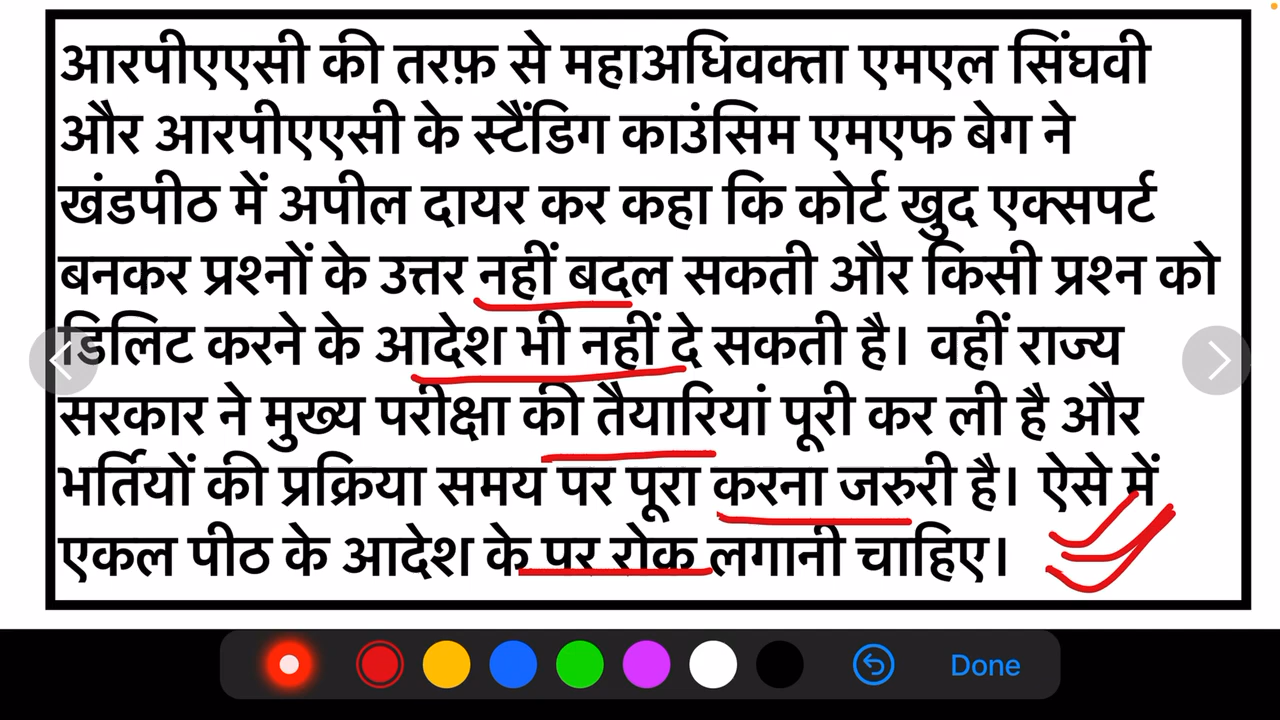 आरपीएएसी की तरफ़ से महाअधिवक्ता एमएल सिंघवी
और आरपीएएसी के स्टैंडिग काउंसिम एमएफ बेग ने
खंडपीठ में अपील दायर कर कहा कि कोर्ट खुद एक्सपर्ट
बनकर प्रश्नों के उत्तर नहीं बदल सकती और किसी प्रश्न को
डिलिट करने के आदेश भी नहीं दे सकती है। वहीं राज्य
सरकार ने मुख्य परीक्षा की तैयारियां पूरी कर ली है और
भर्तियों की प्रक्रिया समय पर पूरा करना जरुरी है। ऐसे में
एकल पीठ के आदेश के पर रोक लगानी चाहिए।
Done